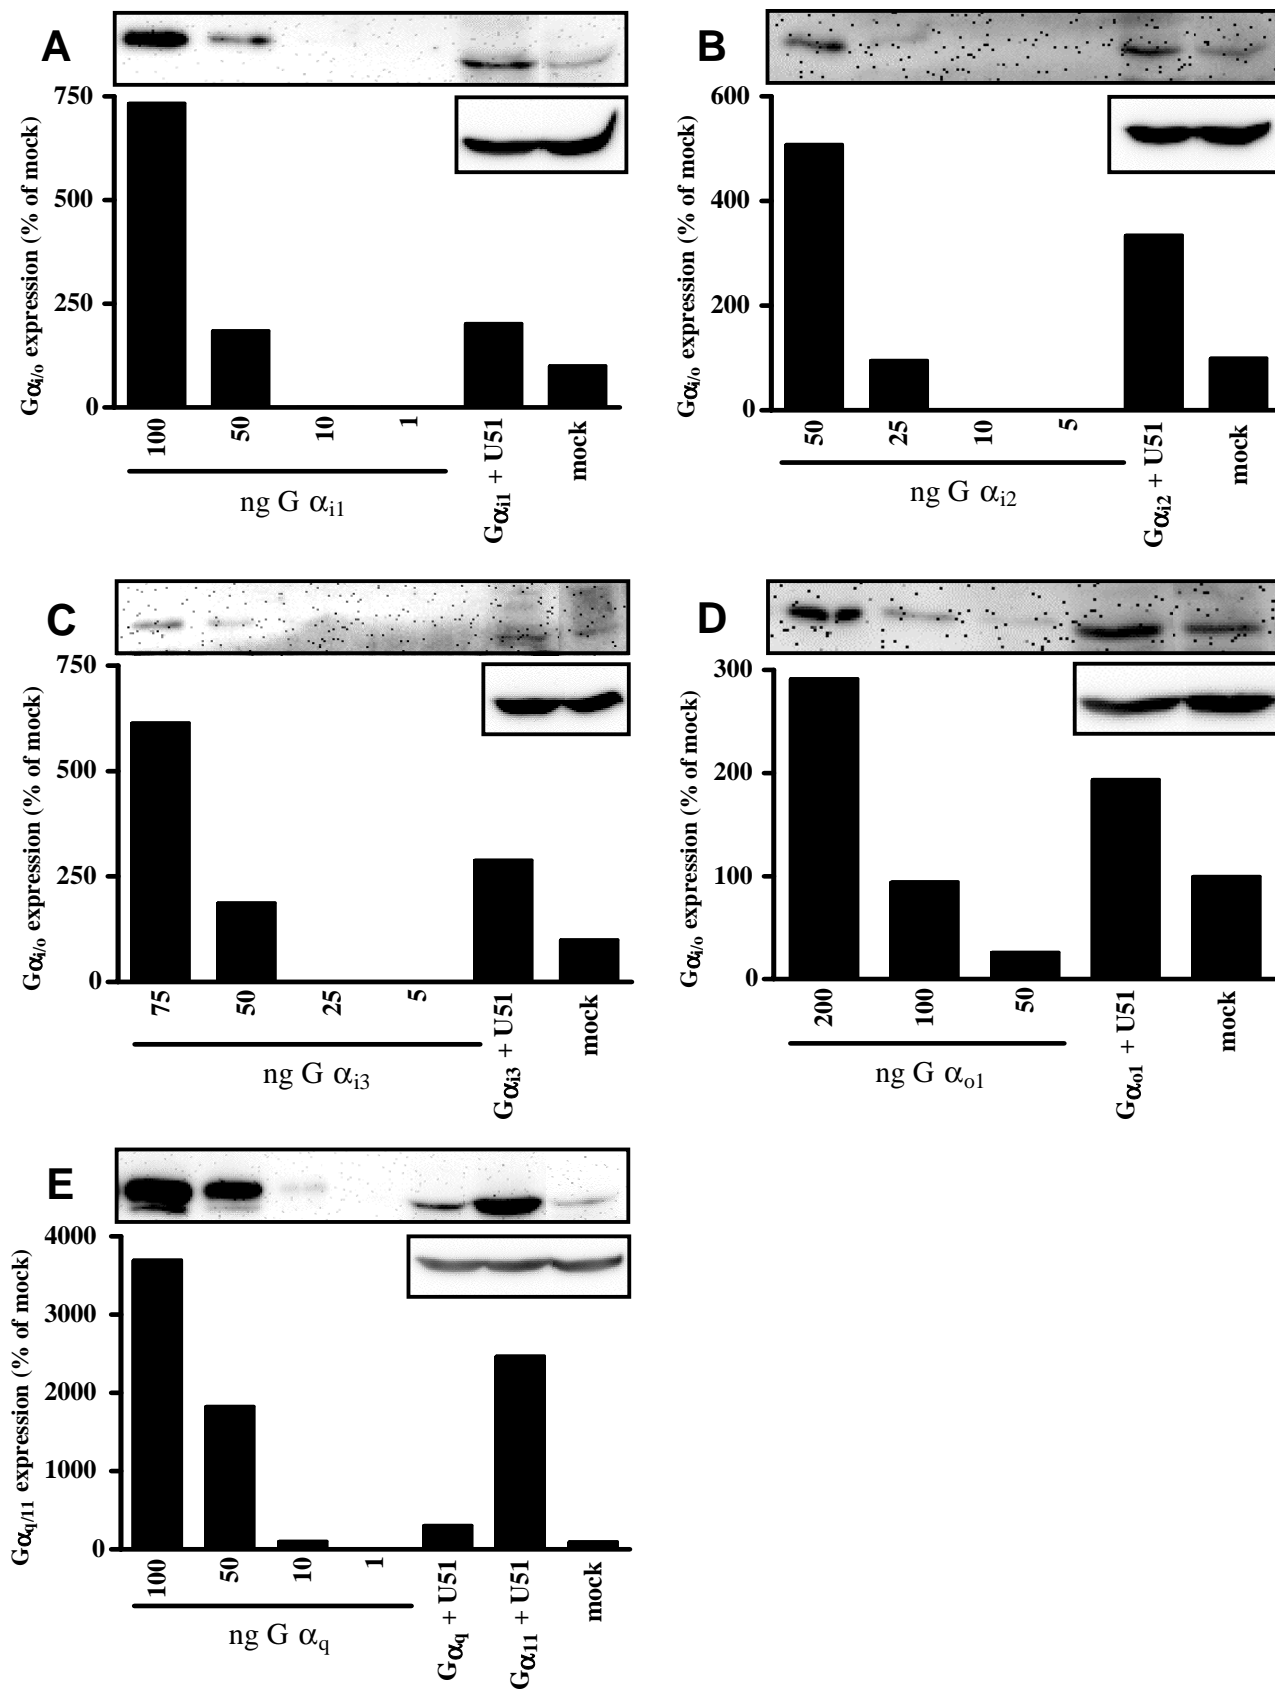 A
Gαi/o expression (% of mock)
750
500
250
0
100
50
10
1
Gαi1 + U51
mock
ng G αi1
B
Gαi/o expression (% of mock)
600
400
200
0
50
25
10
5
Gαi2 + U51
mock
ng G αi2
C
Gαi/o expression (% of mock)
750
500
250
0
75
50
25
5
Gαi3 + U51
mock
ng G αi3
D
Gαi/o expression (% of mock)
300
200
100
0
200
100
50
Gαo1 + U51
mock
ng G αo1
E
Gαq/11 expression (% of mock)
4000
3000
2000
1000
0
100
50
10
1
Gαq + U51
Gα11 + U51
mock
ng G αq